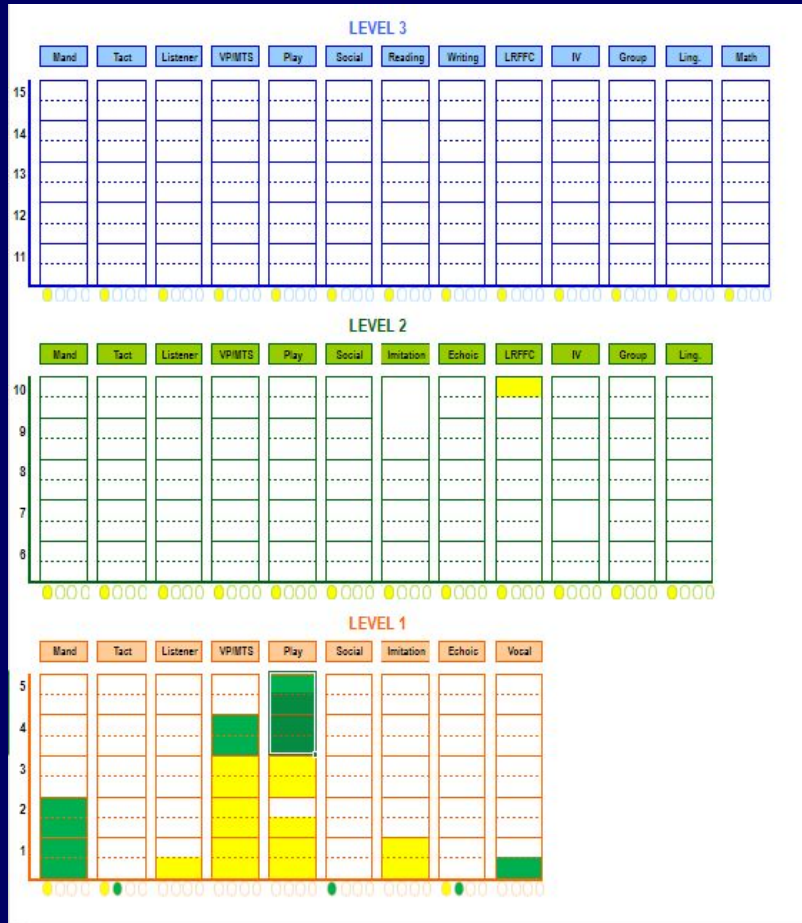 LEVEL 3
Mand Tact Listener VP/MTS Play Social Reading Writing LRFFC IV Group Ling. Math
15
14
13
12
11
LEVEL 2
Mand Tact Listener VP/MTS Play Social Imitation Echoic LRFFC IV Group Ling.
10
9
8
7
6
LEVEL 1
Mand Tact Listener VP/MTS Play Social Imitation Echoic Vocal
5
4
3
2
1